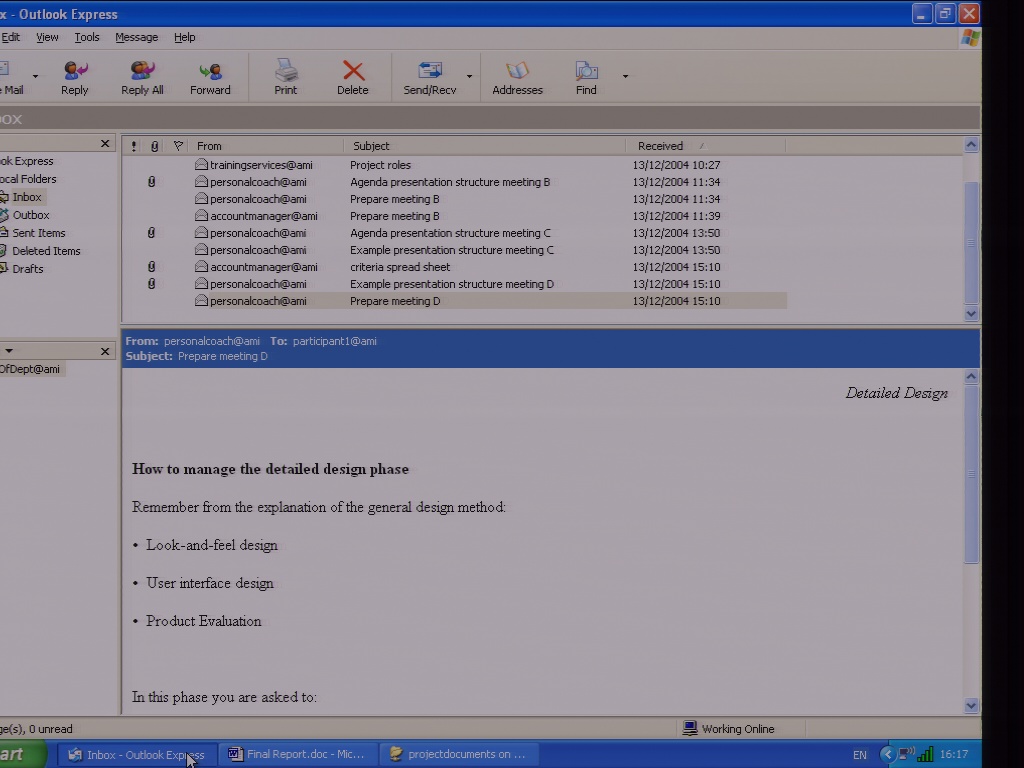 x - Outlook Express
Edit View Tools Message Help
Mail Reply Reply All Forward Print Delete Send/Recv Addresses Find
ox
! From Subject Received
ok Express
ocal Folders
Inbox
Outbox
Sent Items
Deleted Items
Drafts
trainingservices@ami Project roles 13/12/2004 10:27
personalcoach@ami Agenda presentation structure meeting B 13/12/2004 11:34
personalcoach@ami Prepare meeting B 13/12/2004 11:34
accountmanager@ami Prepare meeting B 13/12/2004 11:39
personalcoach@ami Agenda presentation structure meeting C 13/12/2004 13:50
personalcoach@ami Example presentation structure meeting C 13/12/2004 13:50
accountmanager@ami criteria spread sheet 13/12/2004 15:10
personalcoach@ami Example presentation structure meeting D 13/12/2004 15:10
personalcoach@ami Prepare meeting D 13/12/2004 15:10
OfDept@ami
From: personalcoach@ami To: participant1@ami
Subject: Prepare meeting D
Detailed Design
How to manage the detailed design phase
Remember from the explanation of the general design method:
• Look-and-feel design
• User interface design
• Product Evaluation
In this phase you are asked to:
ge(s), 0 unread Working Online
art Inbox - Outlook Express Final Report.doc - Mic... projectdocuments on ... EN 16:17